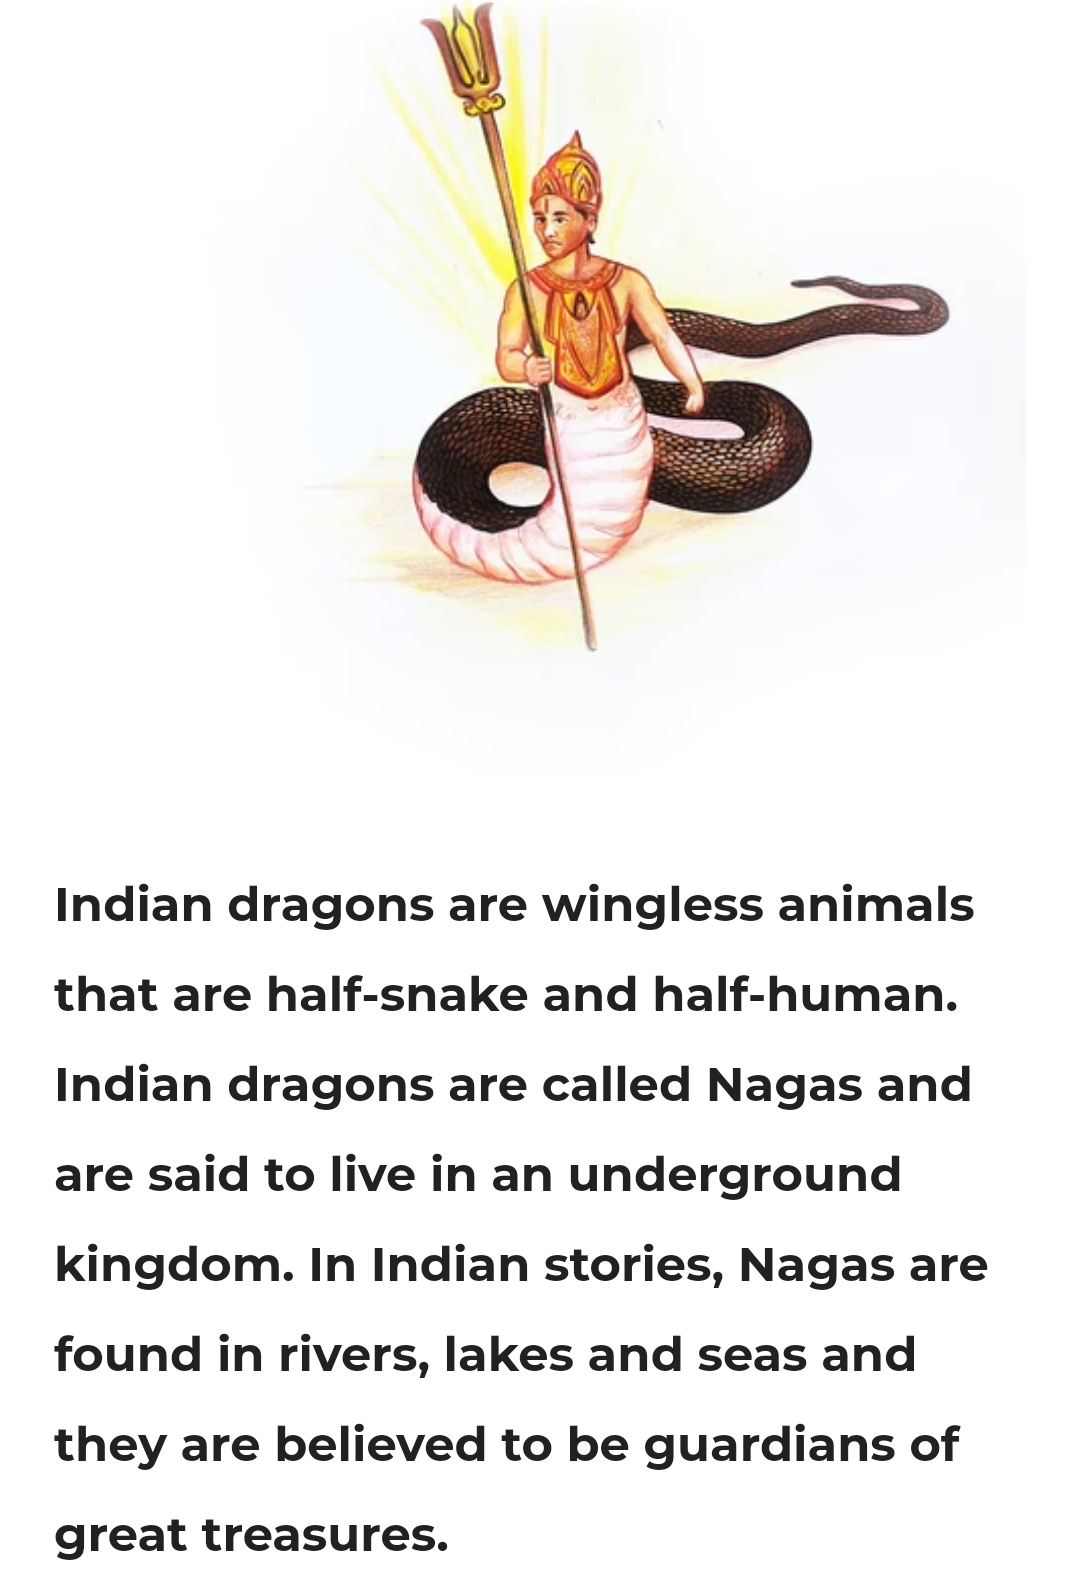 Indian dragons are wingless animals
that are half-snake and half-human.
Indian dragons are called Nagas and
are said to live in an underground
kingdom. In Indian stories, Nagas are
found in rivers, lakes and seas and
they are believed to be guardians of
great treasures.